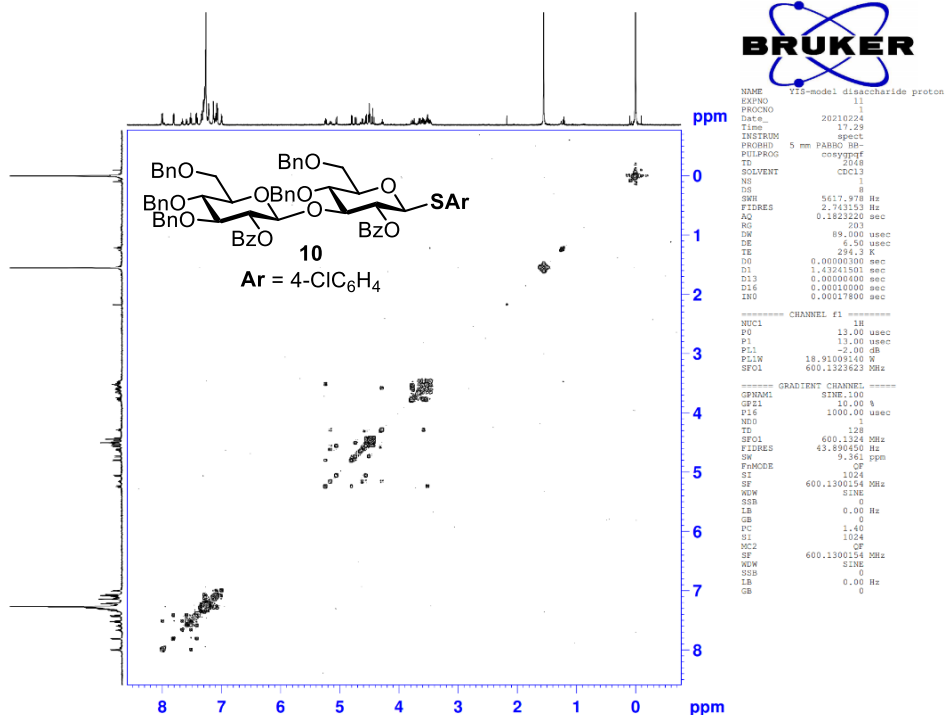 BRUKER
NAME YTS-model disaccharide proton
EXPNO 11
PROCNO 1
Date_ 20210224
Time 17.29
INSTRUM spect
PROBHD 5 mm PABBO BB-
PULPROG cosygpqf
TD 2048
SOLVENT CDCl3
NS 1
DS 8
SWH 5617.978 Hz
FIDRES 2.743153 Hz
AQ 0.1823220 sec
RG 203
DW 89.000 usec
DE 6.50 usec
TE 294.3 K
D0 0.00000300 sec
D1 1.43241501 sec
D13 0.00000400 sec
D16 0.00010000 sec
IN0 0.00017800 sec
======== CHANNEL f1 ========
NUC1 1H
P0 13.00 usec
P1 13.00 usec
PL1 -2.00 dB
PL1W 18.91009140 W
SFO1 600.1323623 MHz
====== GRADIENT CHANNEL =====
GPNAM1 SINE.100
GPZ1 10.00 %
P16 1000.00 usec
ND0 1
TD 128
SFO1 600.1324 MHz
FIDRES 43.890450 Hz
SW 9.361 ppm
FnMODE QF
SI 1024
SF 600.1300154 MHz
WDW SINE
SSB 0
LB 0.00 Hz
GB 0
PC 1.40
SI 1024
MC2 QF
SF 600.1300154 MHz
WDW SINE
SSB 0
LB 0.00 Hz
GB 0
ppm
BnO
BnO
BnO
BnO
BnO
BnO
O
O
O
O
SAr
BzO
BzO
10
Ar = 4-ClC6H4
0
1
2
3
4
5
6
7
8
8 7 6 5 4 3 2 1 0 ppm